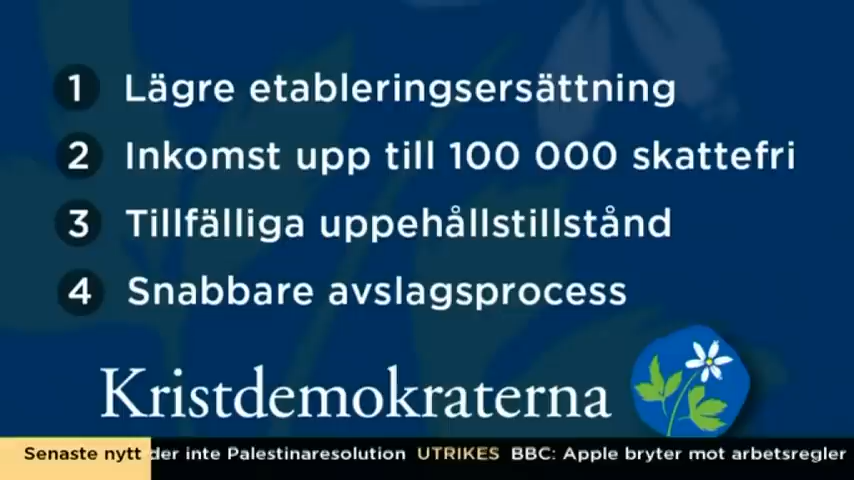 1 Lägre etableringsersättning
2 Inkomst upp till 100 000 skattefri
3 Tillfälliga uppehållstillstånd
4 Snabbare avslagsprocess
Kristdemokraterna
Senaste nytt der inte Palestinaresolution UTRIKES BBC: Apple bryter mot arbetsregler